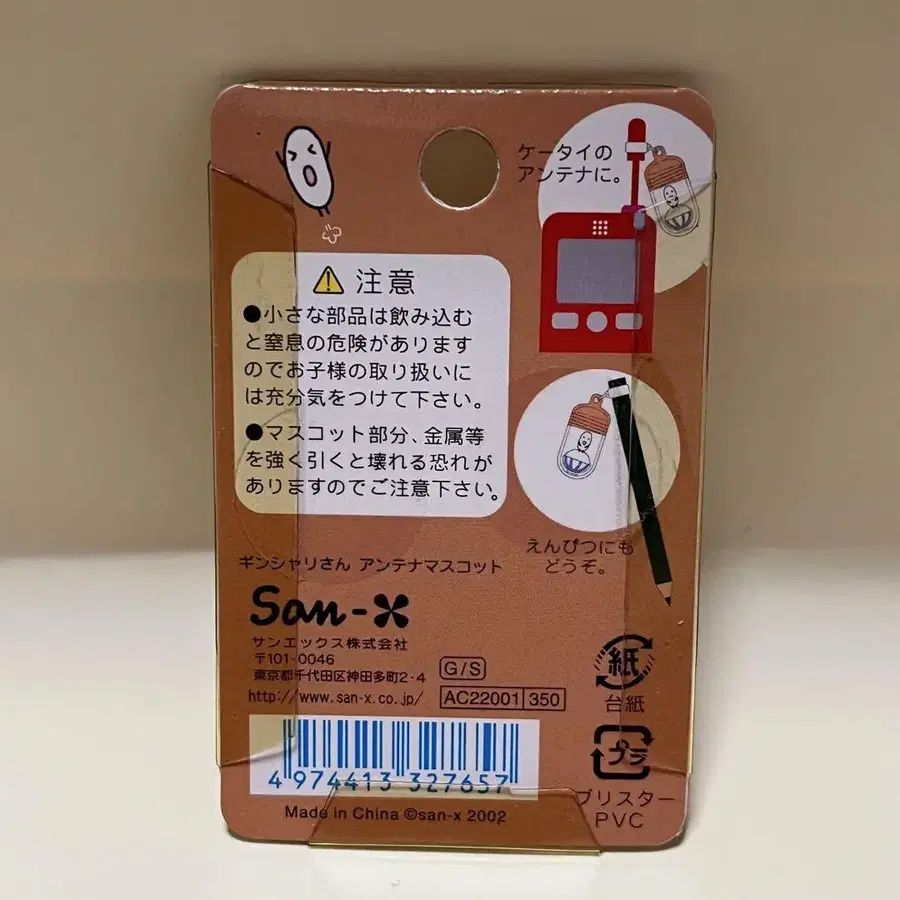 ケータイの
アンテナに。
注意
●小さな部品は飲み込む
と窒息の危険があります
のでお子様の取り扱いに
は充分気をつけて下さい。
●マスコット部分、金属等
を強く引くと壊れる恐れが
ありますのでご注意下さい。
えんぴつにも
どうぞ。
ギンシャリさん アンテナマスコット
San-X
サンエックス株式会社
〒101-0046
東京都千代田区神田多町2-4
http://www.san-x.co.jp/
G/S
AC22001 350
紙
台紙
プラ
ブリスター
PVC
4 974413 327657
Made in China ©san-x 2002